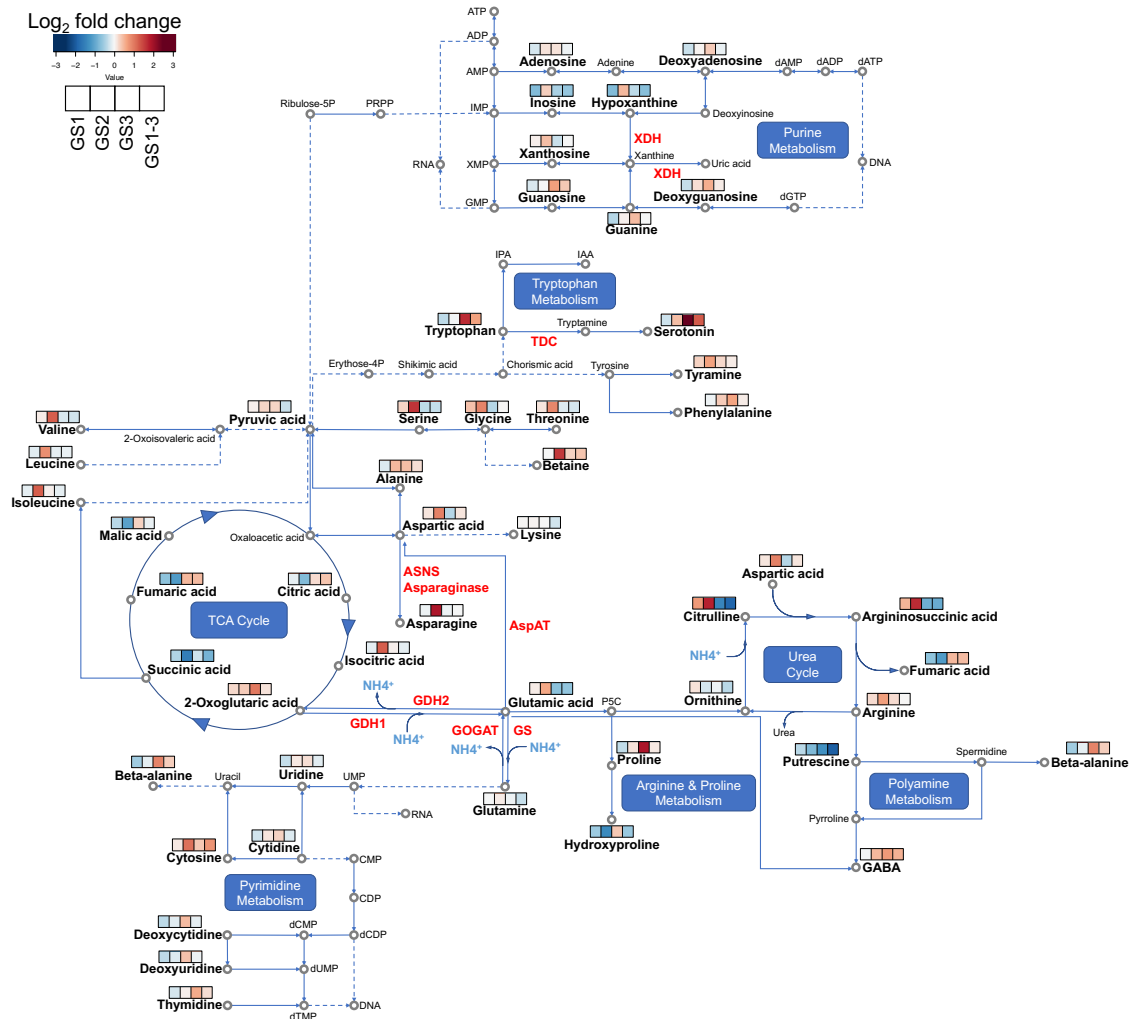 Log2 fold change
-3 -2 -1 0 1 2 3
Value
GS1
GS2
GS3
GS1-3
ATP
ADP
AMP
Adenosine
Adenine
Deoxyadenosine
dAMP
dADP
dATP
Ribulose-5P
PRPP
IMP
Inosine
Hypoxanthine
Deoxyinosine
Purine
Metabolism
XDH
RNA
XMP
Xanthosine
Xanthine
Uric acid
XDH
DNA
GMP
Guanosine
Guanine
Deoxyguanosine
dGTP
IPA
IAA
Tryptophan
Metabolism
Tryptophan
Tryptamine
Serotonin
TDC
Erythose-4P
Shikimic acid
Chorismic acid
Tyrosine
Tyramine
Phenylalanine
Valine
2-Oxoisovaleric acid
Pyruvic acid
Serine
Glycine
Threonine
Leucine
Betaine
Isoleucine
Alanine
Malic acid
Oxaloacetic acid
Aspartic acid
Lysine
Fumaric acid
Citric acid
ASNS
Asparaginase
TCA Cycle
Asparagine
AspAT
Succinic acid
Isocitric acid
2-Oxoglutaric acid
NH4+
GDH2
GDH1
NH4+
Glutamic acid
P5C
GOGAT
GS
NH4+
NH4+
Glutamine
Aspartic acid
Citrulline
Argininosuccinic acid
NH4+
Urea
Cycle
Fumaric acid
Ornithine
Arginine
Urea
Proline
Arginine & Proline
Metabolism
Hydroxyproline
Putrescine
Spermidine
Beta-alanine
Polyamine
Metabolism
Pyrroline
GABA
Beta-alanine
Uracil
Uridine
UMP
RNA
Cytosine
Cytidine
CMP
Pyrimidine
Metabolism
CDP
Deoxycytidine
dCMP
dCDP
Deoxyuridine
dUMP
Thymidine
dTMP
DNA